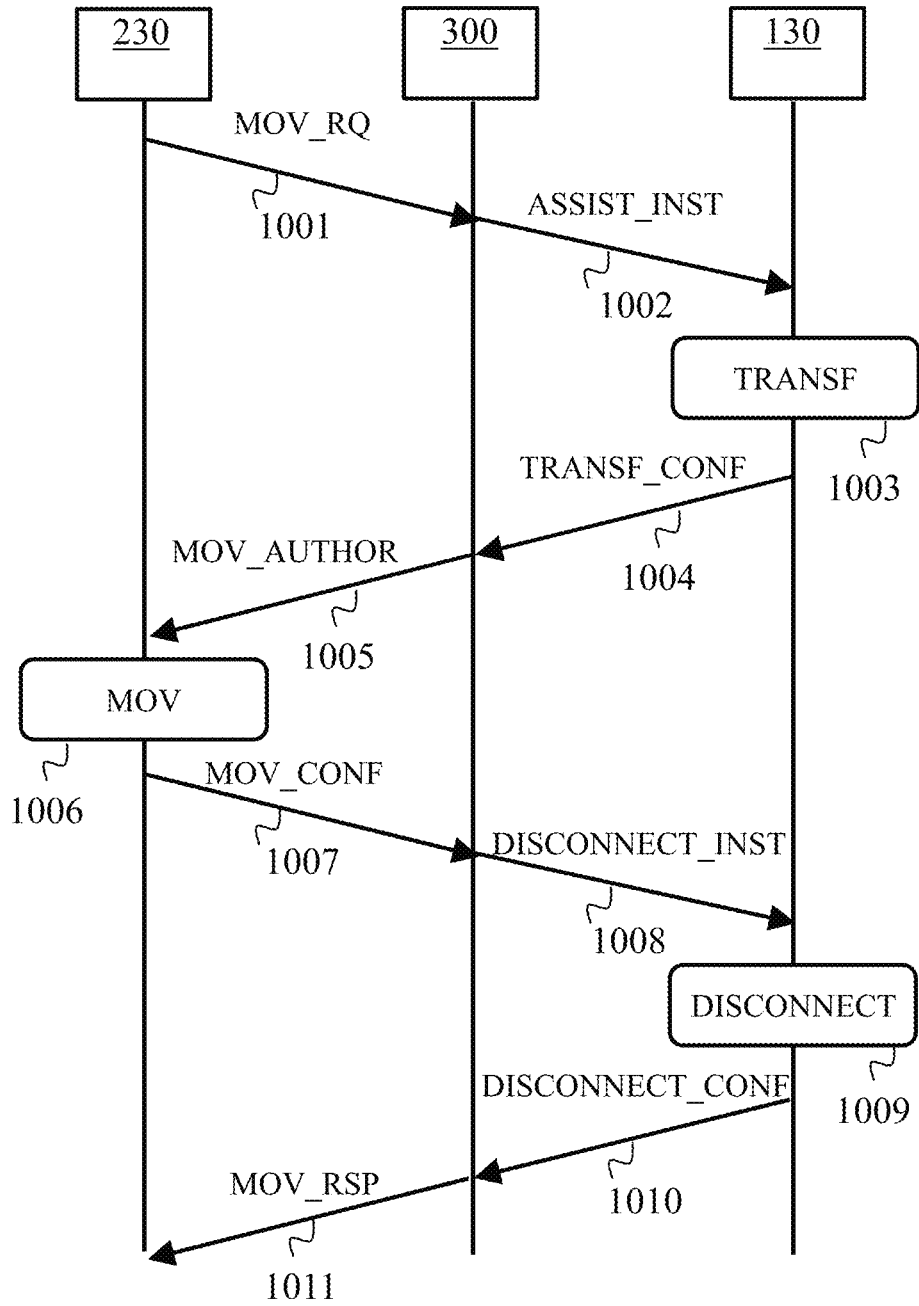 230 300 130
MOV_RQ
1001
ASSIST_INST
1002
TRANSF
1003
TRANSF_CONF
1004
MOV_AUTHOR
1005
MOV
1006
MOV_CONF
1007
DISCONNECT_INST
1008
DISCONNECT
1009
DISCONNECT_CONF
1010
MOV_RSP
1011